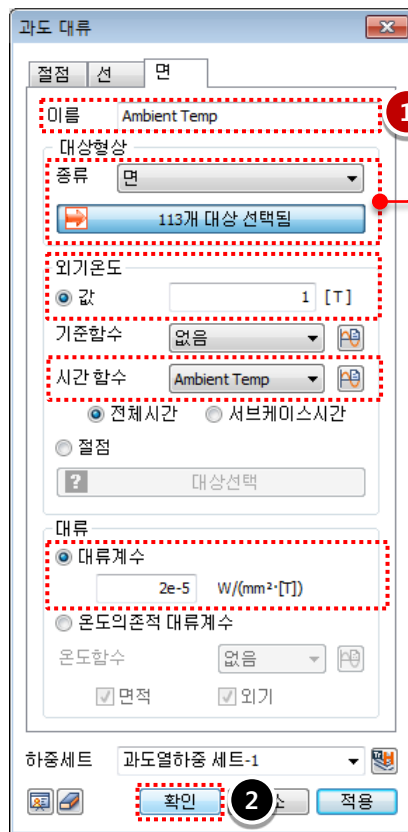 과도 대류
절점 선 면
이름 Ambient Temp
1
대상형상
종류 면
113개 대상 선택됨
외기온도
값 1 [T]
기준함수 없음
시간 함수 Ambient Temp
전체시간 서브케이스시간
절점
? 대상선택
대류
대류계수
2e-5 W/(mm²·[T])
온도의존적 대류계수
온도함수 없음
면적 외기
하중세트 과도열하중 세트-1
확인 2 소 적용